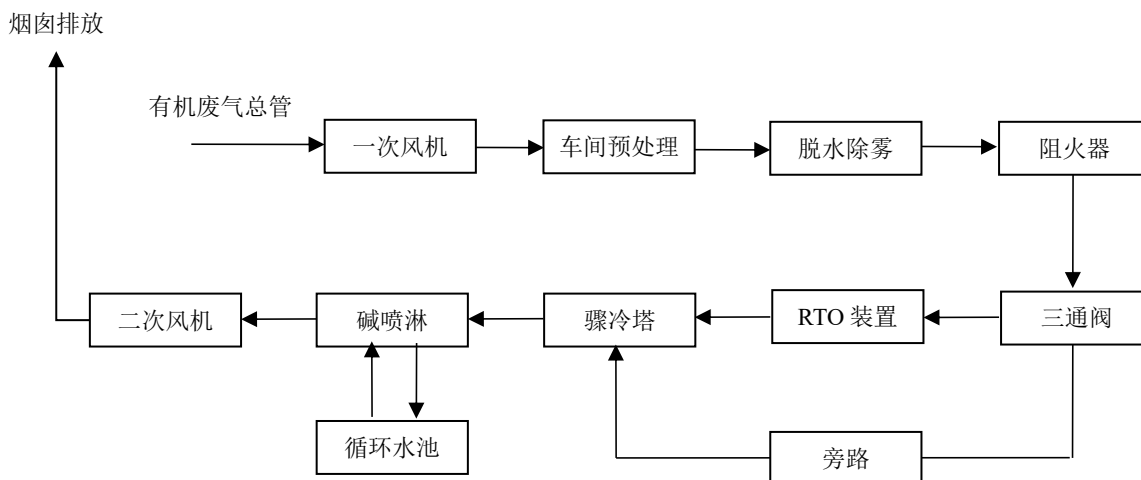 烟囱排放
有机废气总管
一次风机
车间预处理
脱水除雾
阻火器
二次风机
碱喷淋
骤冷塔
RTO 装置
三通阀
循环水池
旁路